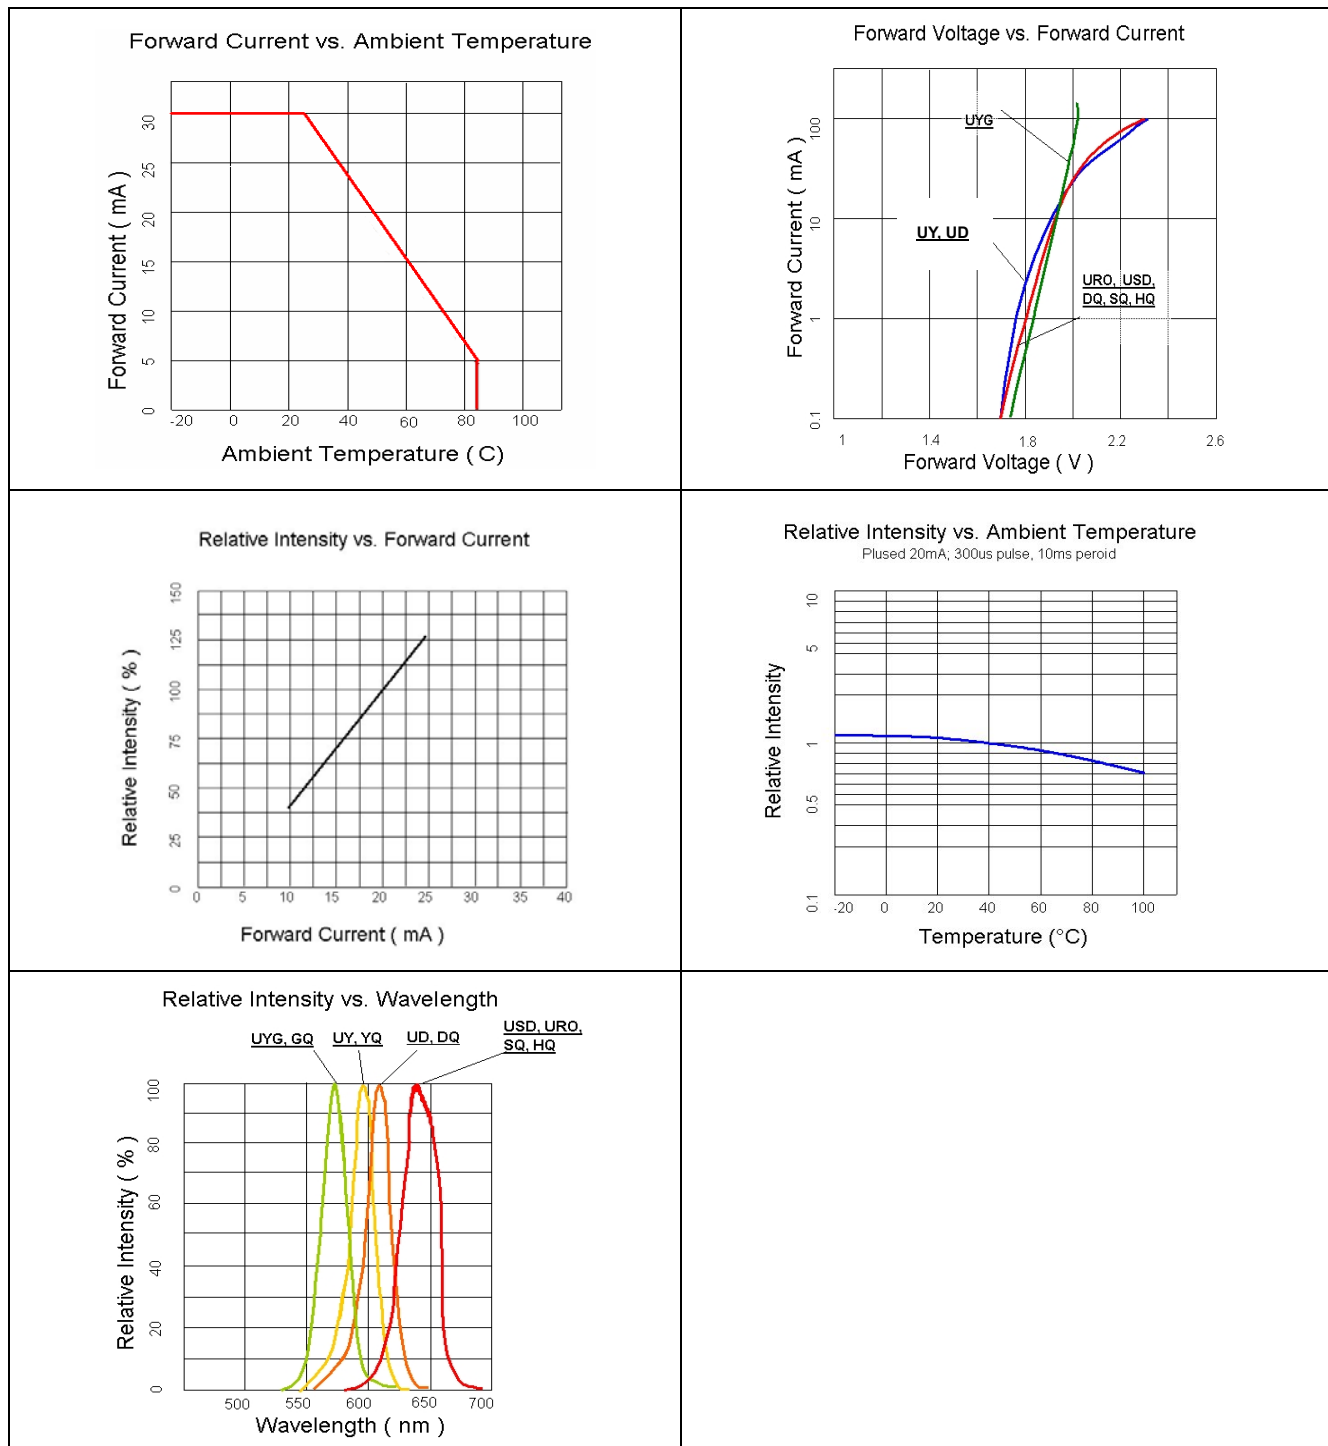 Forward Current vs. Ambient Temperature
Forward Current ( mA )
30
25
20
15
10
5
0
-20 0 20 40 60 80 100
Ambient Temperature ( C)
Forward Voltage vs. Forward Current
UYG
UY, UD
URO, USD,
DQ, SQ, HQ
Forward Current ( mA )
100
10
1
0.1
1 1.4 1.8 2.2 2.6
Forward Voltage ( V )
Relative Intensity vs. Forward Current
Relative Intensity ( % )
150
125
100
75
50
25
0
0 5 10 15 20 25 30 35 40
Forward Current ( mA )
Relative Intensity vs. Ambient Temperature
Plused 20mA; 300us pulse, 10ms peroid
Relative Intensity
10
5
1
0.5
0.1
-20 0 20 40 60 80 100
Temperature (°C)
Relative Intensity vs. Wavelength
UYG, GQ UY, YQ UD, DQ USD, URO,
SQ, HQ
Relative Intensity ( % )
100
80
60
40
20
0
500 550 600 650 700
Wavelength ( nm )